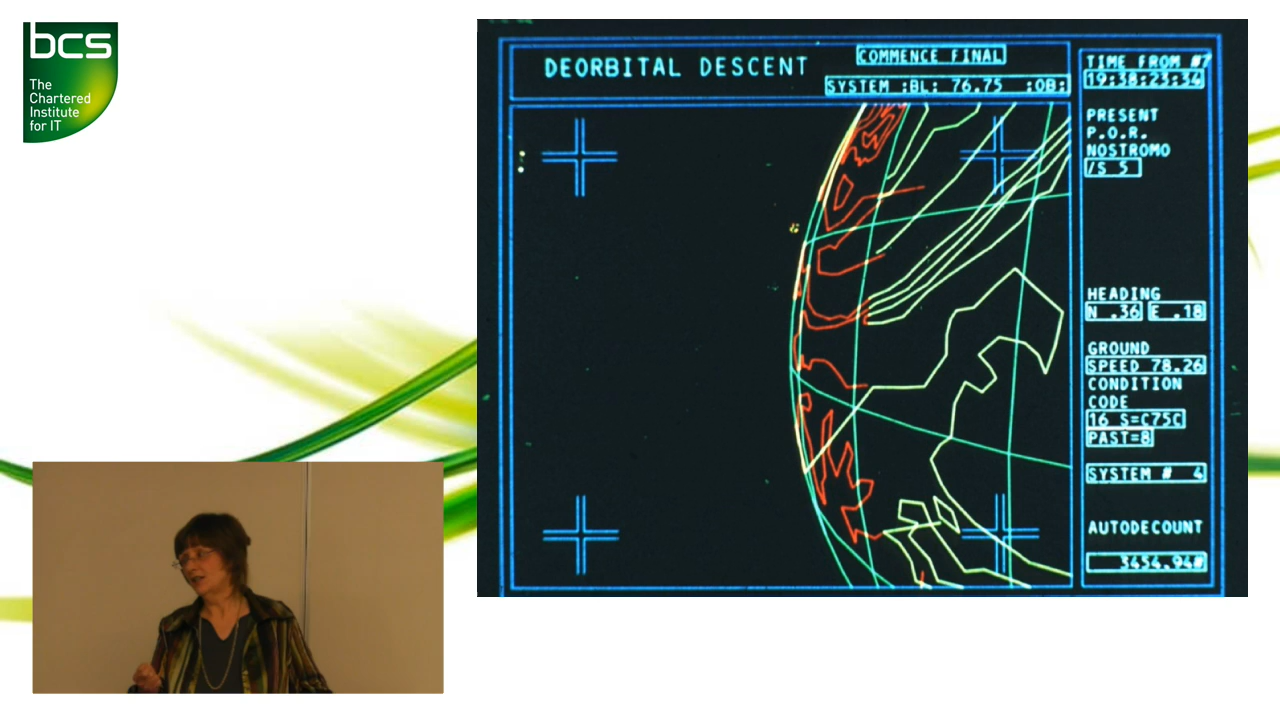 bcs
The
Chartered
Institute
for IT
DEORBITAL DESCENT
COMMENCE FINAL
SYSTEM :BL: 76.75 :OB:
TIME FROM #7
19:38:23:34
PRESENT
P.O.R.
NOSTROMO
/S 5
HEADING
N .36 E .18
GROUND
SPEED 78.26
CONDITION
CODE
16 S=C75C
PAST=8
SYSTEM # 4
AUTODECOUNT
3454.94#